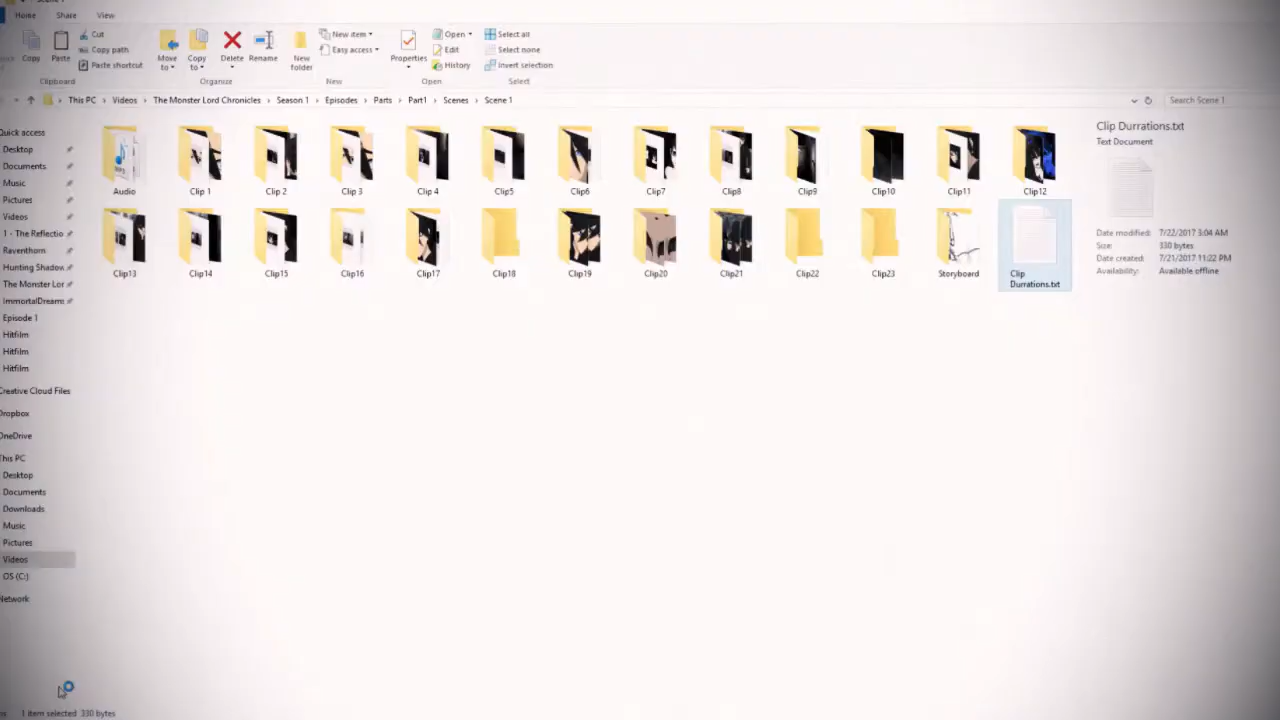 Home Share View
Copy
Paste
Cut
Copy path
Paste shortcut
Clipboard
Move to
Copy to
Delete
Rename
Organize
New folder
New item
Easy access
New
Properties
Open
Edit
History
Open
Select all
Select none
Invert selection
Select
This PC > Videos > The Monster Lord Chronicles > Season 1 > Episodes > Parts > Part1 > Scenes > Scene 1
Search Scene 1
Quick access
Desktop
Documents
Music
Pictures
Videos
1 - The Reflectio
Raventhorn
Hunting Shadow
The Monster Lor
ImmortalDream
Episode 1
Hitfilm
Hitfilm
Hitfilm
Creative Cloud Files
Dropbox
OneDrive
This PC
Desktop
Documents
Downloads
Music
Pictures
Videos
OS (C:)
Network
Audio Clip 1 Clip 2 Clip 3 Clip 4 Clip5 Clip6 Clip7 Clip8 Clip9 Clip10 Clip11 Clip12
Clip13 Clip14 Clip15 Clip16 Clip17 Clip18 Clip19 Clip20 Clip21 Clip22 Clip23 Storyboard Clip
Durrations.txt
Clip Durrations.txt
Text Document
Date modified: 7/22/2017 3:04 AM
Size: 330 bytes
Date created: 7/21/2017 11:22 PM
Availability: Available offline
1 item selected 330 bytes